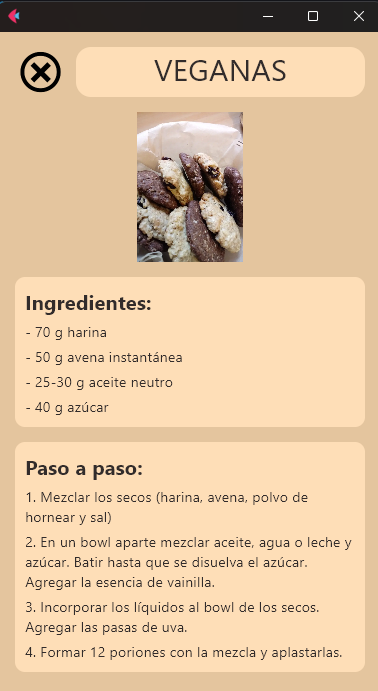 VEGANAS
Ingredientes:
- 70 g harina
- 50 g avena instantánea
- 25-30 g aceite neutro
- 40 g azúcar
Paso a paso:
1. Mezclar los secos (harina, avena, polvo de
hornear y sal)
2. En un bowl aparte mezclar aceite, agua o leche y
azúcar. Batir hasta que se disuelva el azúcar.
Agregar la esencia de vainilla.
3. Incorporar los líquidos al bowl de los secos.
Agregar las pasas de uva.
4. Formar 12 poriones con la mezcla y aplastarlas.